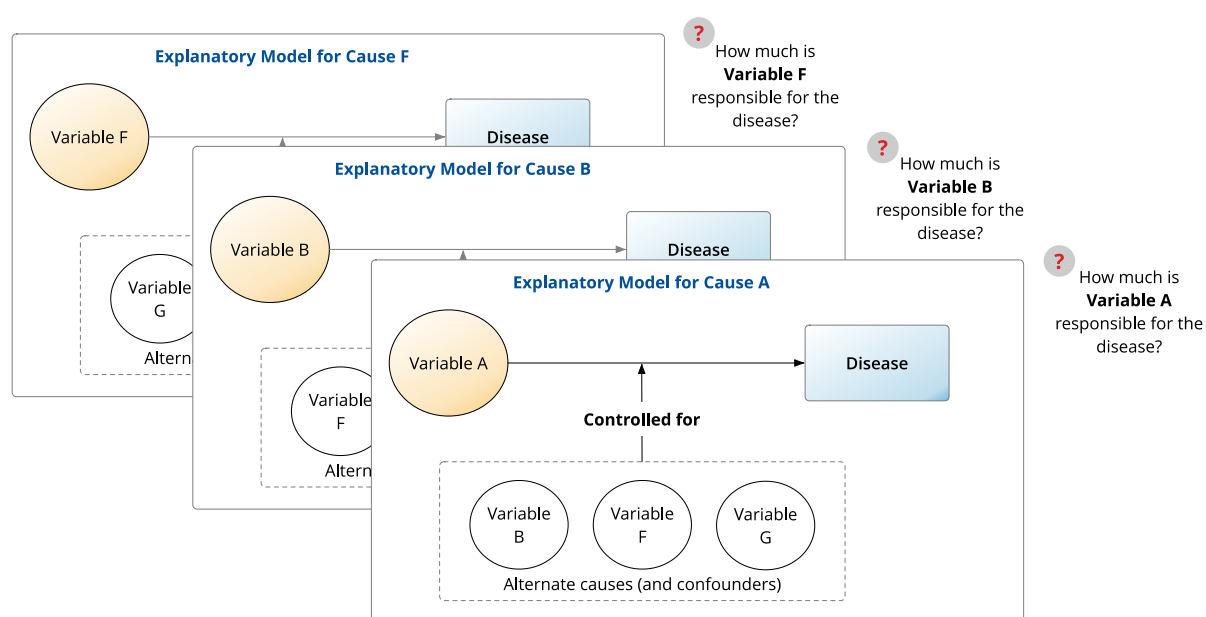 Explanatory Model for Cause F
Variable F
Disease
Variable
G
Altern
?
How much is
Variable F
responsible for the
disease?
Explanatory Model for Cause B
Variable B
Disease
Variable
F
Altern
?
How much is
Variable B
responsible for the
disease?
Explanatory Model for Cause A
Variable A
Disease
Controlled for
Variable
B
Variable
F
Variable
G
Alternate causes (and confounders)
?
How much is
Variable A
responsible for the
disease?